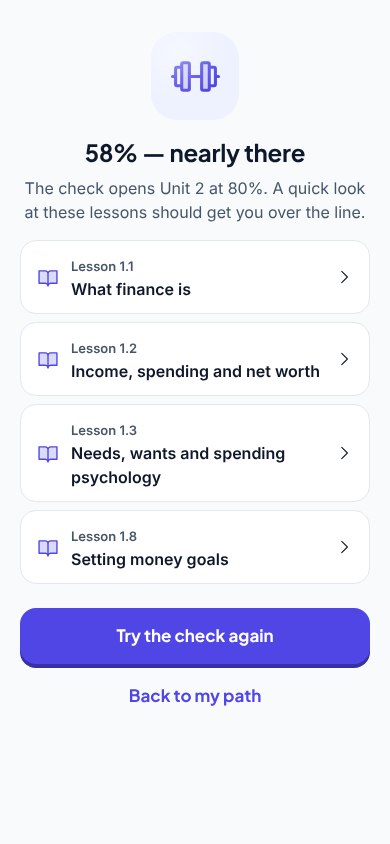 58% — nearly there
The check opens Unit 2 at 80%. A quick look
at these lessons should get you over the line.
Lesson 1.1
What finance is
Lesson 1.2
Income, spending and net worth
Lesson 1.3
Needs, wants and spending
psychology
Lesson 1.8
Setting money goals
Try the check again
Back to my path